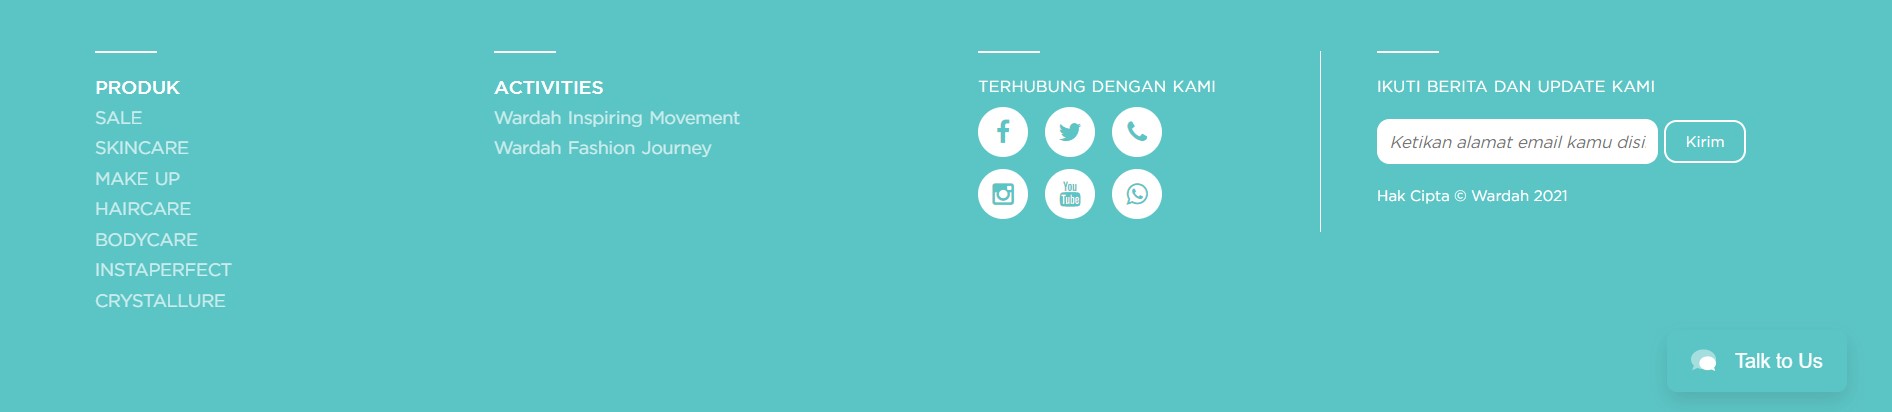 PRODUK
SALE
SKINCARE
MAKE UP
HAIRCARE
BODYCARE
INSTAPERFECT
CRYSTALLURE
ACTIVITIES
Wardah Inspiring Movement
Wardah Fashion Journey
TERHUBUNG DENGAN KAMI
You
Tube
IKUTI BERITA DAN UPDATE KAMI
Ketikan alamat email kamu disi
Kirim
Hak Cipta © Wardah 2021
Talk to Us